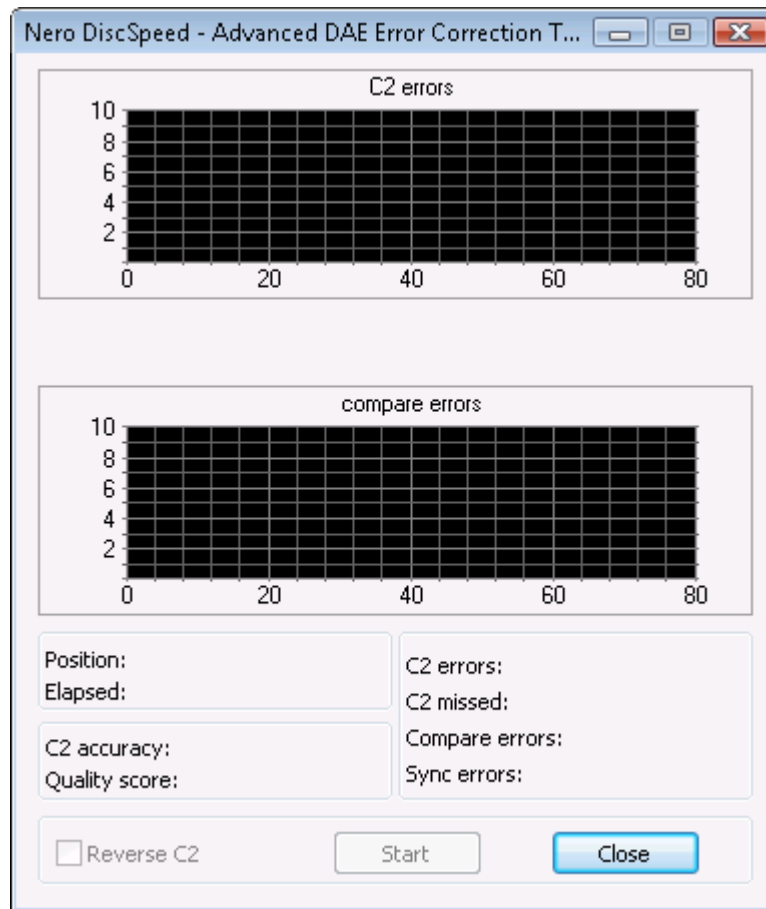 Nero DiscSpeed - Advanced DAE Error Correction T...
C2 errors
10
8
6
4
2
0 20 40 60 80
compare errors
10
8
6
4
2
0 20 40 60 80
Position:
Elapsed:
C2 accuracy:
Quality score:
C2 errors:
C2 missed:
Compare errors:
Sync errors:
Reverse C2 Start Close